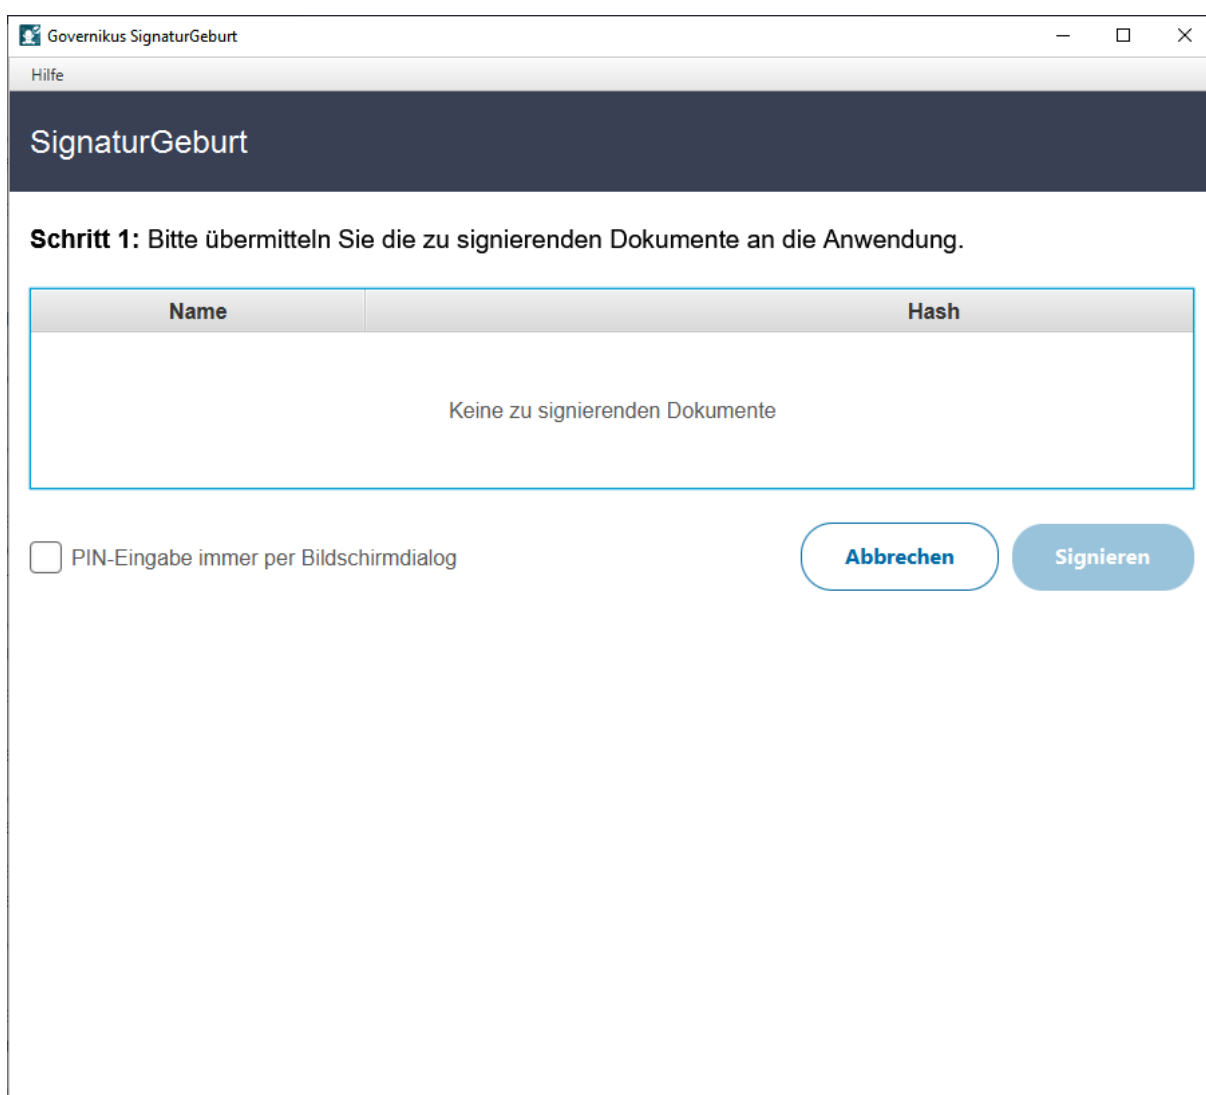 Governikus SignaturGeburt
Hilfe
SignaturGeburt
Schritt 1: Bitte übermitteln Sie die zu signierenden Dokumente an die Anwendung.
Name Hash
Keine zu signierenden Dokumente
PIN-Eingabe immer per Bildschirmdialog Abbrechen Signieren